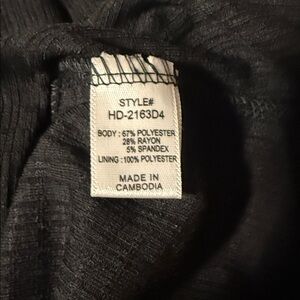 STYLE#
HD-2163D4
BODY : 67% POLYESTER
28% RAYON
5% SPANDEX
LINING : 100% POLYESTER
MADE IN
CAMBODIA